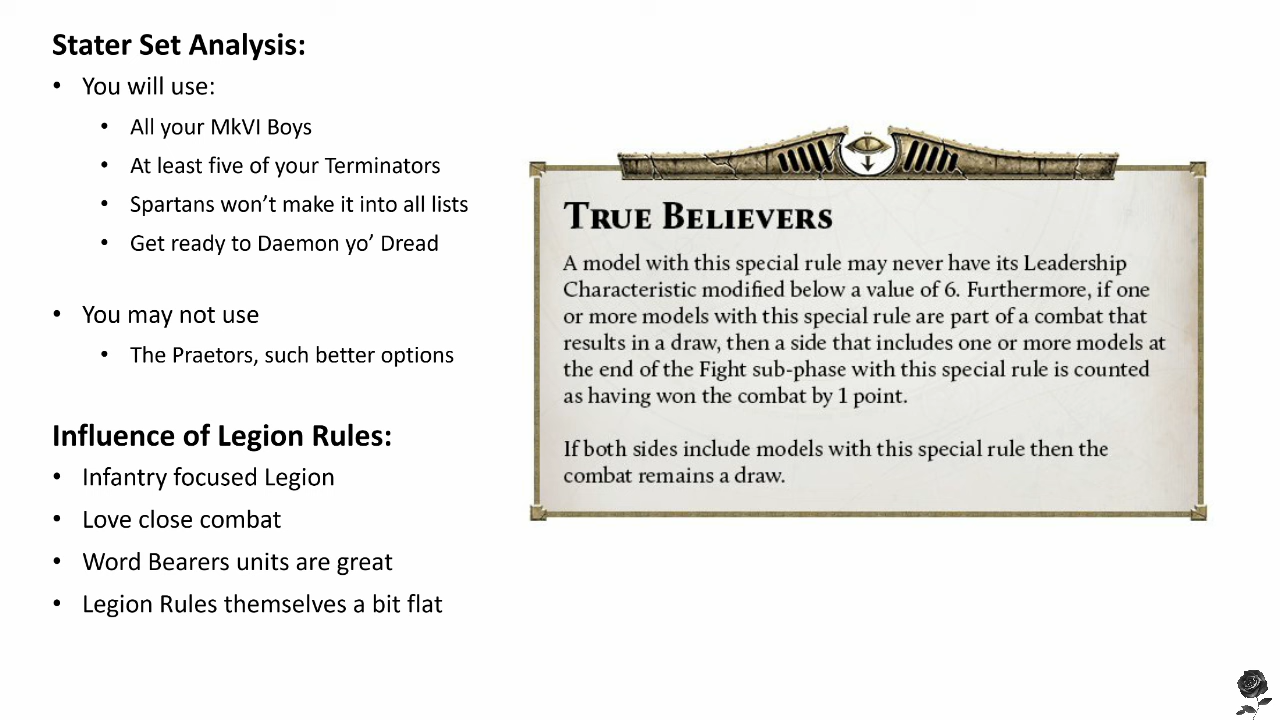 Stater Set Analysis:
• You will use:
• All your MkVI Boys
• At least five of your Terminators
• Spartans won't make it into all lists
• Get ready to Daemon yo' Dread
• You may not use
• The Praetors, such better options
Influence of Legion Rules:
• Infantry focused Legion
• Love close combat
• Word Bearers units are great
• Legion Rules themselves a bit flat
True Believers
A model with this special rule may never have its Leadership
Characteristic modified below a value of 6. Furthermore, if one
or more models with this special rule are part of a combat that
results in a draw, then a side that includes one or more models at
the end of the Fight sub-phase with this special rule is counted
as having won the combat by 1 point.
If both sides include models with this special rule then the
combat remains a draw.